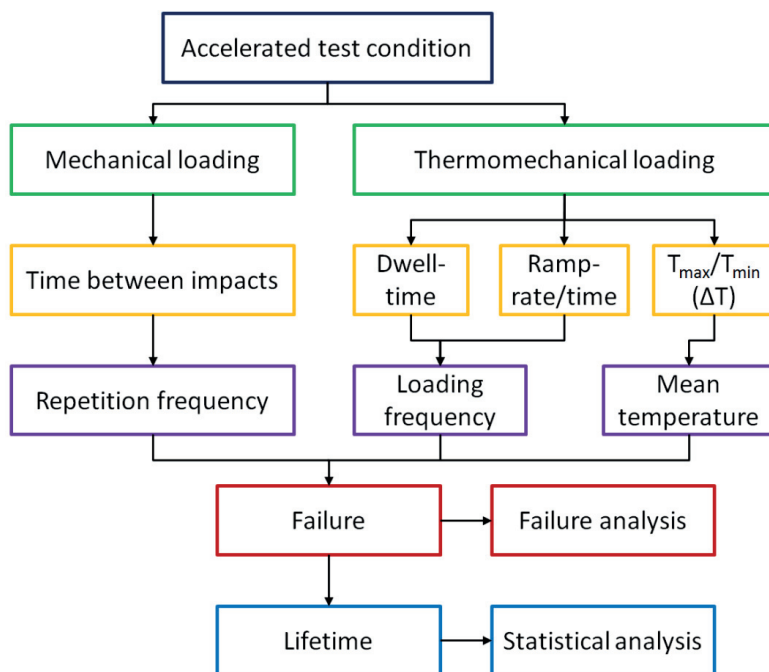 Accelerated test condition
Mechanical loading
Thermomechanical loading
Time between impacts
Dwell-
time
Ramp-
rate/time
Tmax/Tmin
(ΔT)
Repetition frequency
Loading
frequency
Mean
temperature
Failure
Failure analysis
Lifetime
Statistical analysis